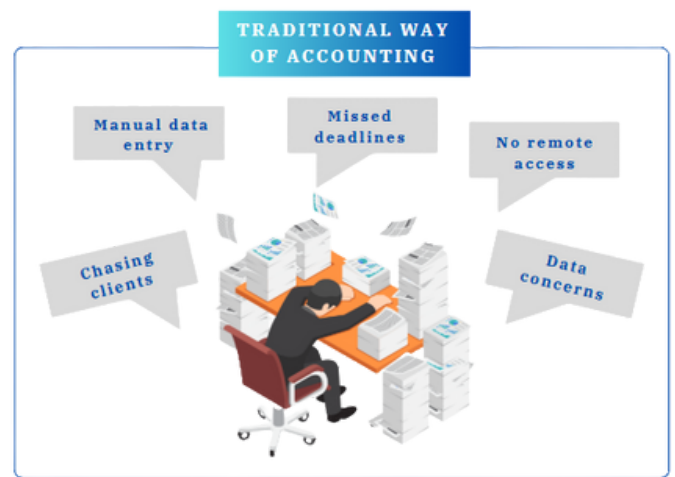 TRADITIONAL WAY
OF ACCOUNTING
Manual data
entry
Missed
deadlines
No remote
access
Chasing
clients
Data
concerns